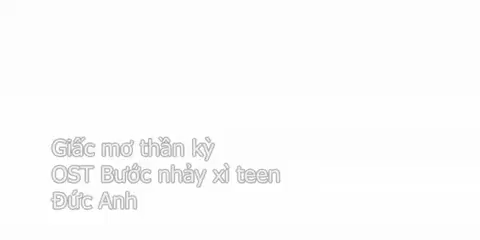 Giấc mơ thần kỳ
OST Bước nhảy xì teen
Đức Anh